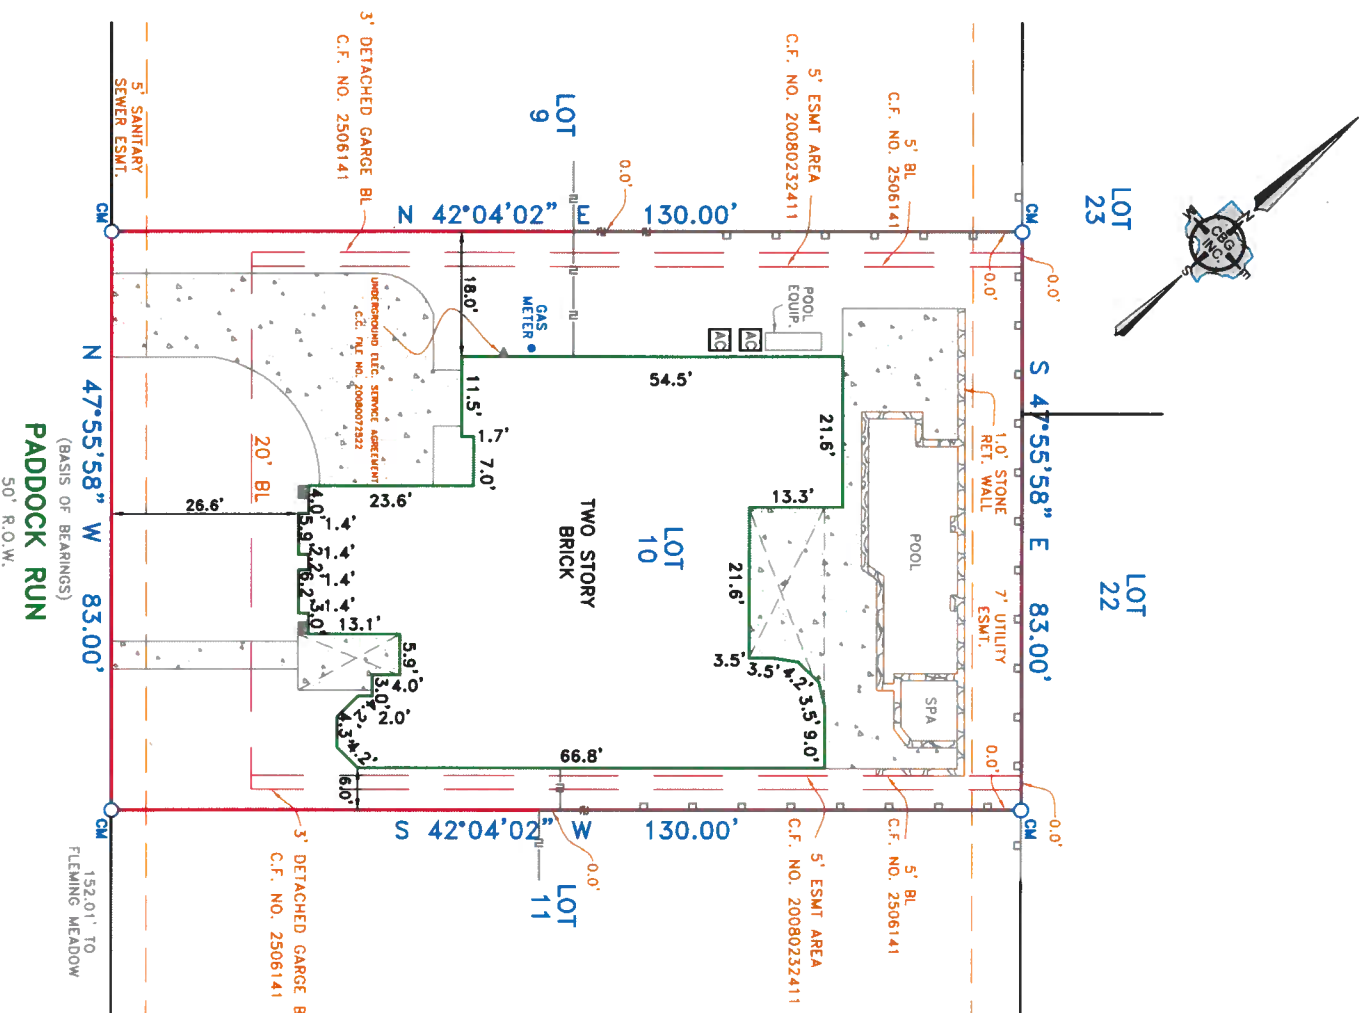 3' DETACHED GARGE BL
C.F. NO. 2506141
5' SANITARY
SEWER ESMT.
LOT
9
0.0'
5' ESMT AREA
C.F. NO. 20080232411
5' BL
C.F. NO. 2506141
LOT
23
N
E
S
W
CBG
INC.
CM
N 42°04'02" E 130.00'
CM
0.0'
0.0'
18.0'
UNDERGROUND ELEC. SERVICE AGREEMENT
C.C. FILE NO. 20080072922
GAS
METER
POOL
EQUIP.
AC
AC
54.5'
11.5'
1.7'
7.0'
23.6'
21.6'
13.3'
21.6'
1.0' STONE
RET. WALL
S 47°55'58" E 83.00'
LOT
22
7' UTILITY
ESMT.
POOL
SPA
TWO STORY
BRICK
LOT
10
20' BL
26.6'
4.0'
1.4'
5.9'
1.4'
2.2'
1.4'
6.2'
1.4'
3.0'
13.1'
5.9'
4.0'
3.0'
2.0'
2.2'
4.3'
4.2'
3.5'
3.5'
4.2'
3.5'
9.0'
66.8'
6.0'
0.0'
0.0'
N 47°55'58" W 83.00'
(BASIS OF BEARINGS)
PADDOCK RUN
50' R.O.W.
CM
S 42°04'02" W 130.00'
CM
0.0'
3' DETACHED GARGE B
C.F. NO. 2506141
LOT
11
5' ESMT AREA
C.F. NO. 20080232411
5' BL
C.F. NO. 2506141
152.01' TO
FLEMING MEADOW